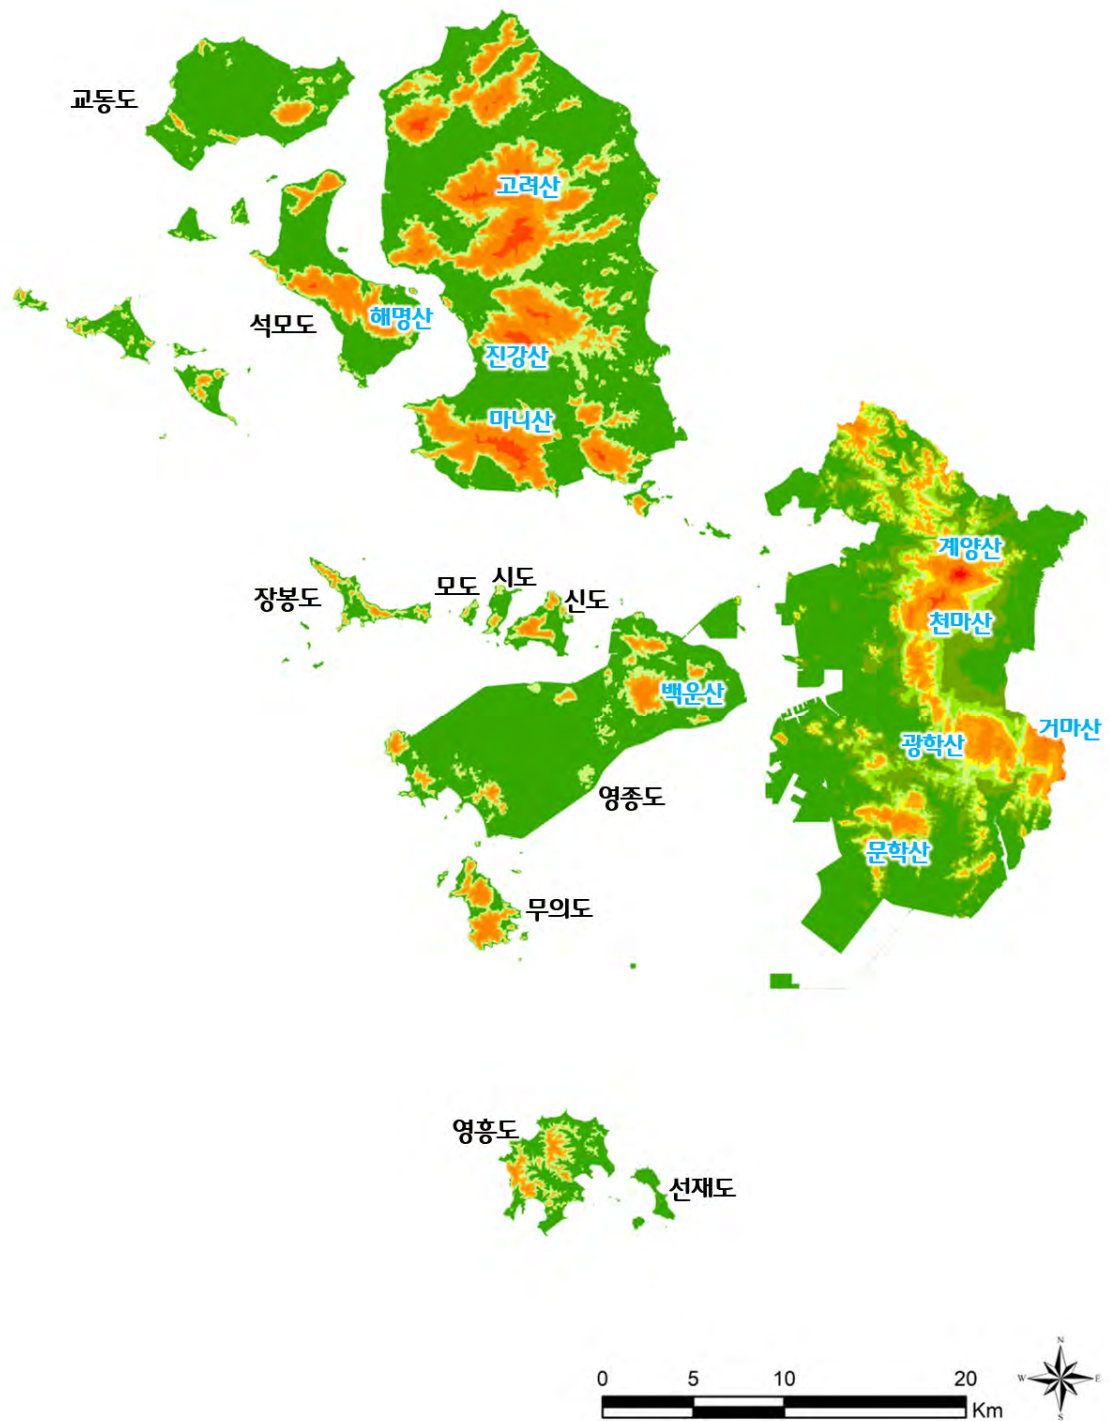 교동도
고려산
석모도
해명산
진강산
마니산
계양산
장봉도
모도
시도
신도
천마산
백운산
거마산
광학산
영종도
문학산
무의도
영흥도
선재도
0 5 10 20
Km
N
W E
S